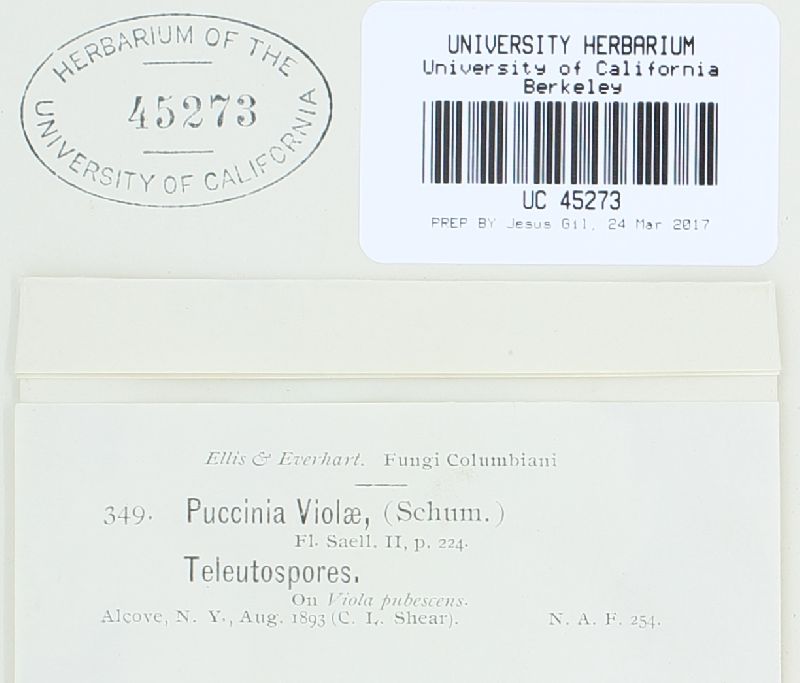 HERBARIUM OF THE
45273
UNIVERSITY OF CALIFORNIA
UNIVERSITY HERBARIUM
University of California
Berkeley
UC 45273
PREP BY Jesus Gil, 24 Mar 2017
Ellis & Everhart. Fungi Columbiani
349. Puccinia Violæ, (Schum.)
Fl. Saell. II, p. 224.
Teleutospores.
On Viola pubescens.
Alcove, N. Y., Aug. 1893 (C. L. Shear). N. A. F. 254.